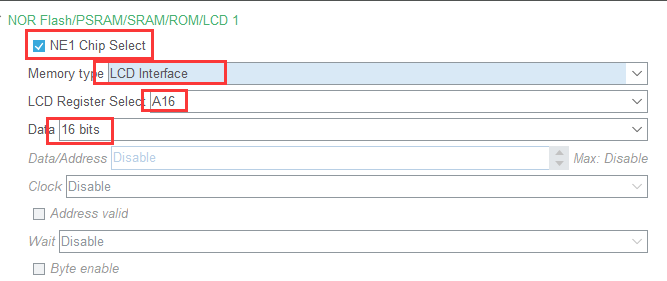 NOR Flash/PSRAM/SRAM/ROM/LCD 1
NE1 Chip Select
Memory type LCD Interface
LCD Register Select A16
Data 16 bits
Data/Address Disable Max: Disable
Clock Disable
Address valid
Wait Disable
Byte enable